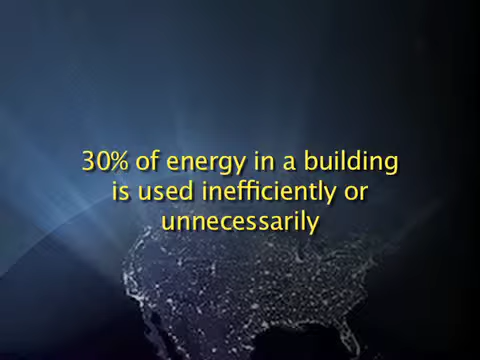 30% of energy in a building
is used inefficiently or
unnecessarily